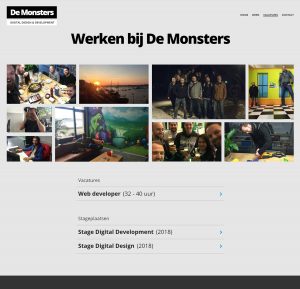 De Monsters
DIGITAL DESIGN & DEVELOPMENT
HOME WORK VACATURES CONTACT
Werken bij De Monsters
Vacatures
Web developer (32 - 40 uur)
Stageplaatsen
Stage Digital Development (2018)
Stage Digital Design (2018)